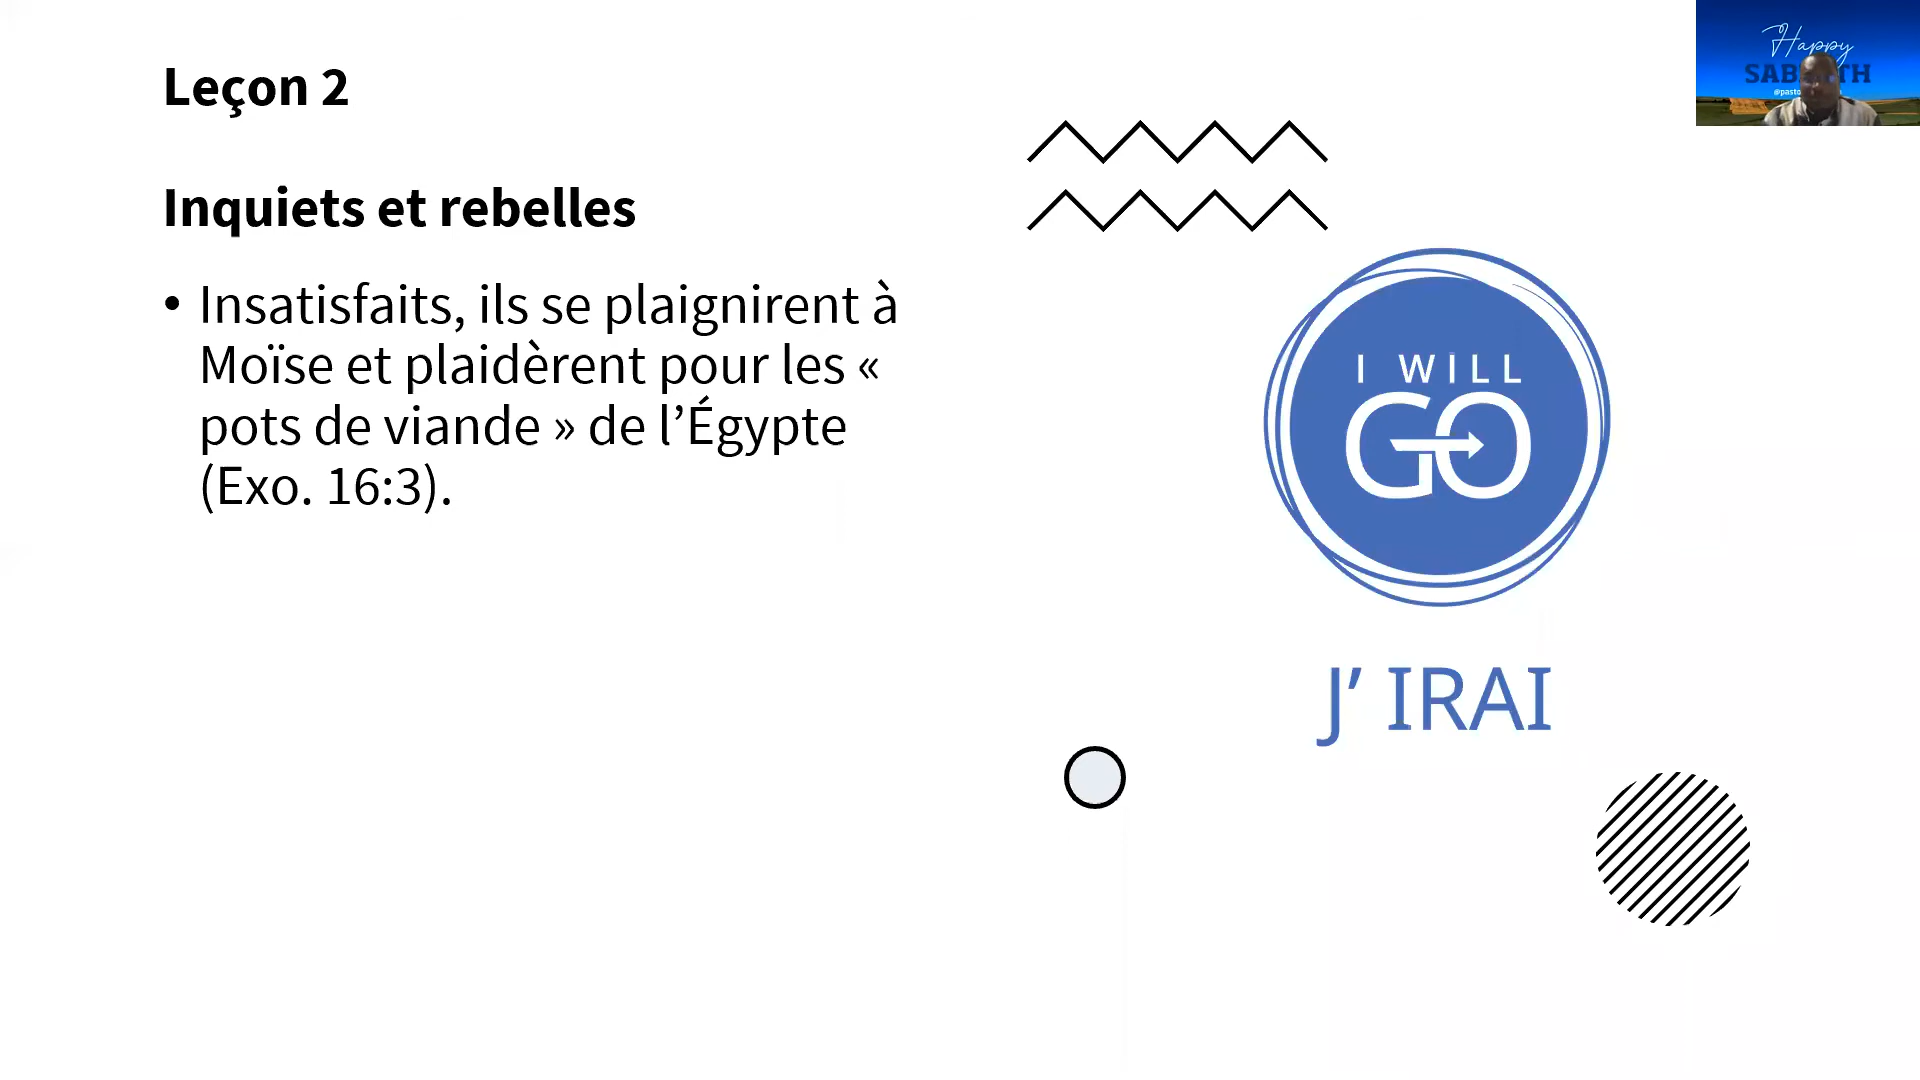 Leçon 2
Inquiets et rebelles
• Insatisfaits, ils se plaignirent à
Moïse et plaidèrent pour les «
pots de viande » de l’Égypte
(Exo. 16:3).
I WILL
GO
J’ IRAI
Happy